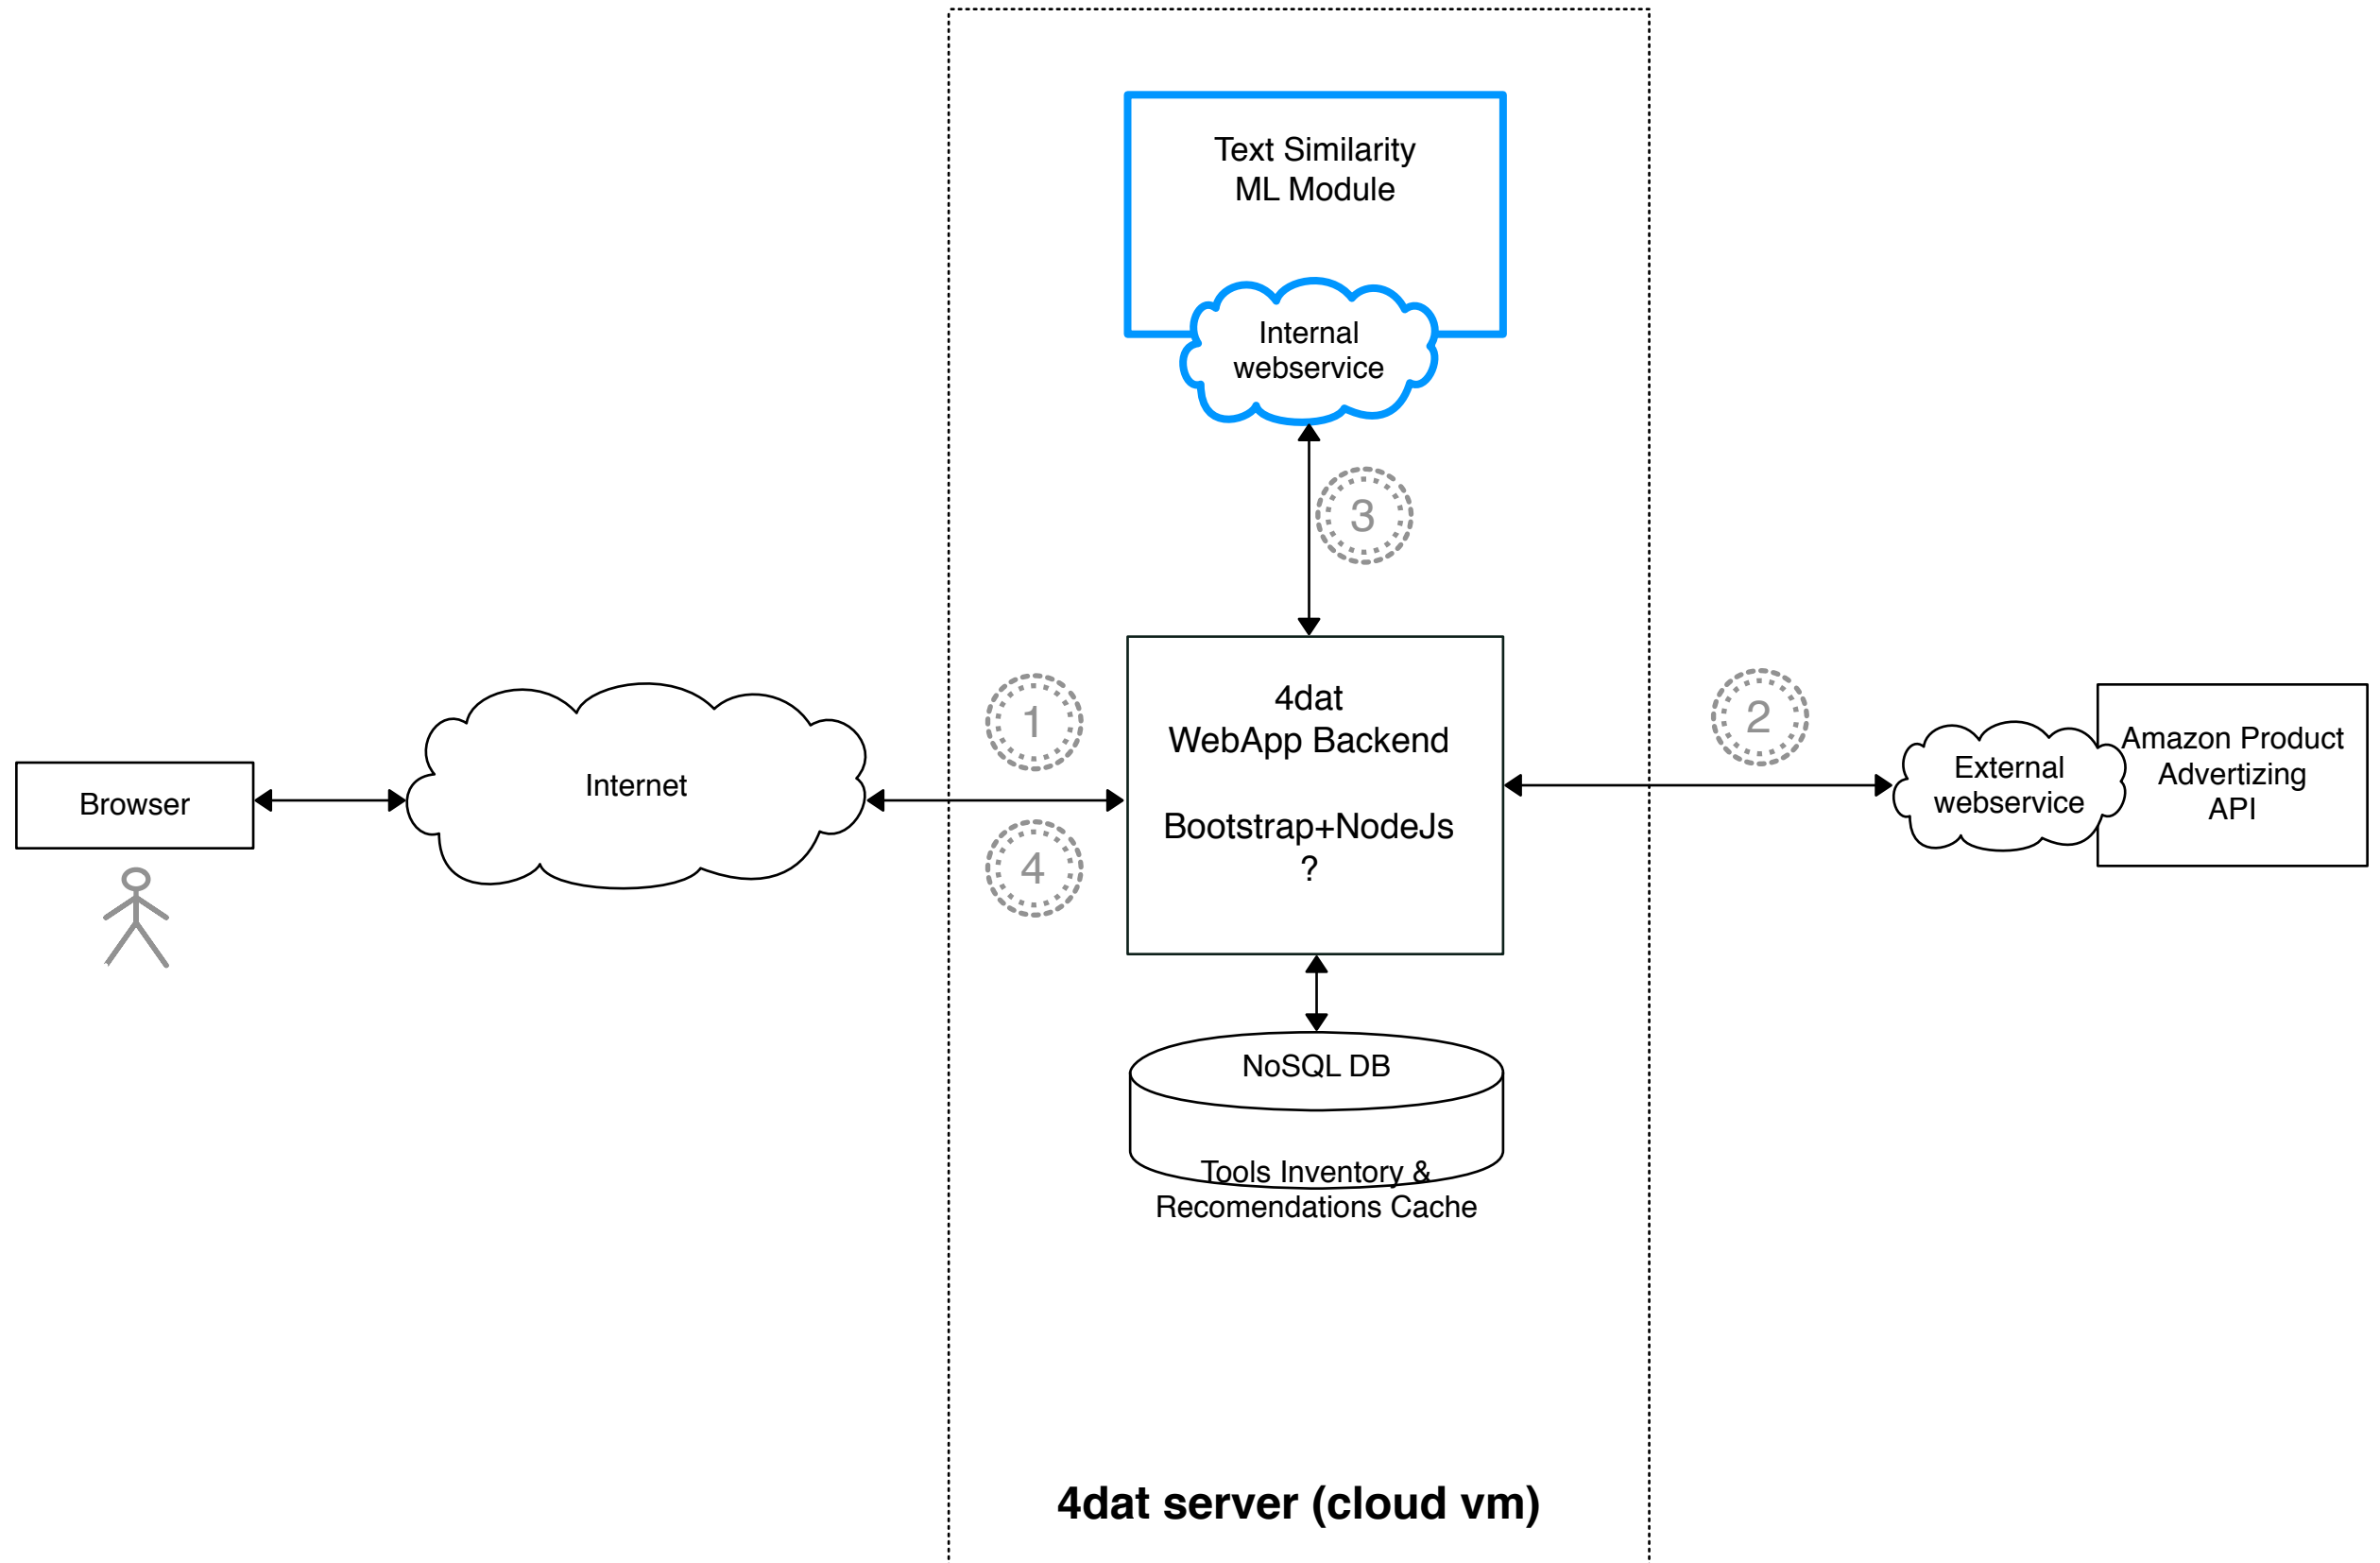 Text Similarity
ML Module
Internal
webservice
3
1
4dat
WebApp Backend
Bootstrap+NodeJs
?
2
Browser
Internet
4
External
webservice
Amazon Product
Advertizing
API
NoSQL DB
Tools Inventory &
Recomendations Cache
4dat server (cloud vm)